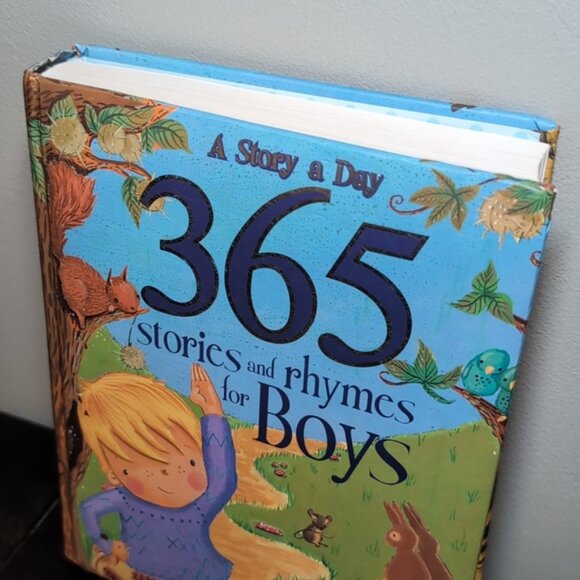 A Story a Day
365
stories and rhymes
for Boys